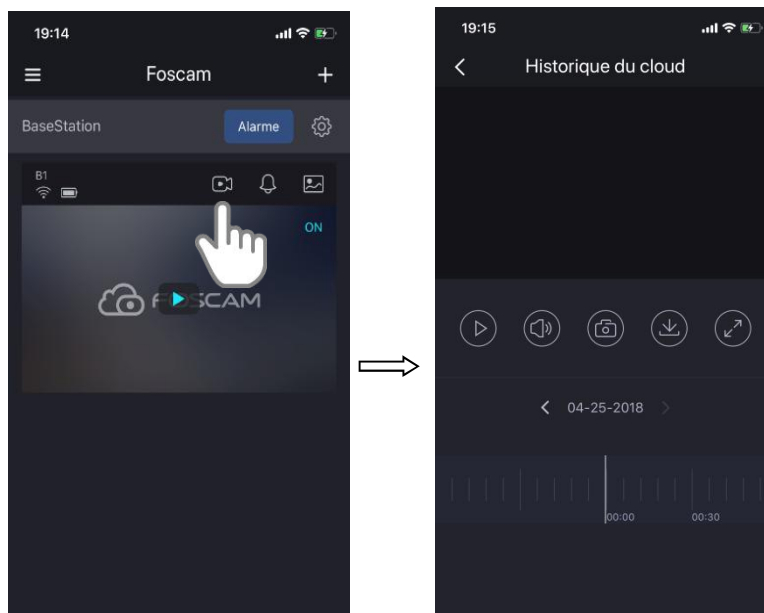 19:14
Foscam
BaseStation
Alarme
B1
ON
FOSCAM
19:15
Historique du cloud
04-25-2018
00:00
00:30